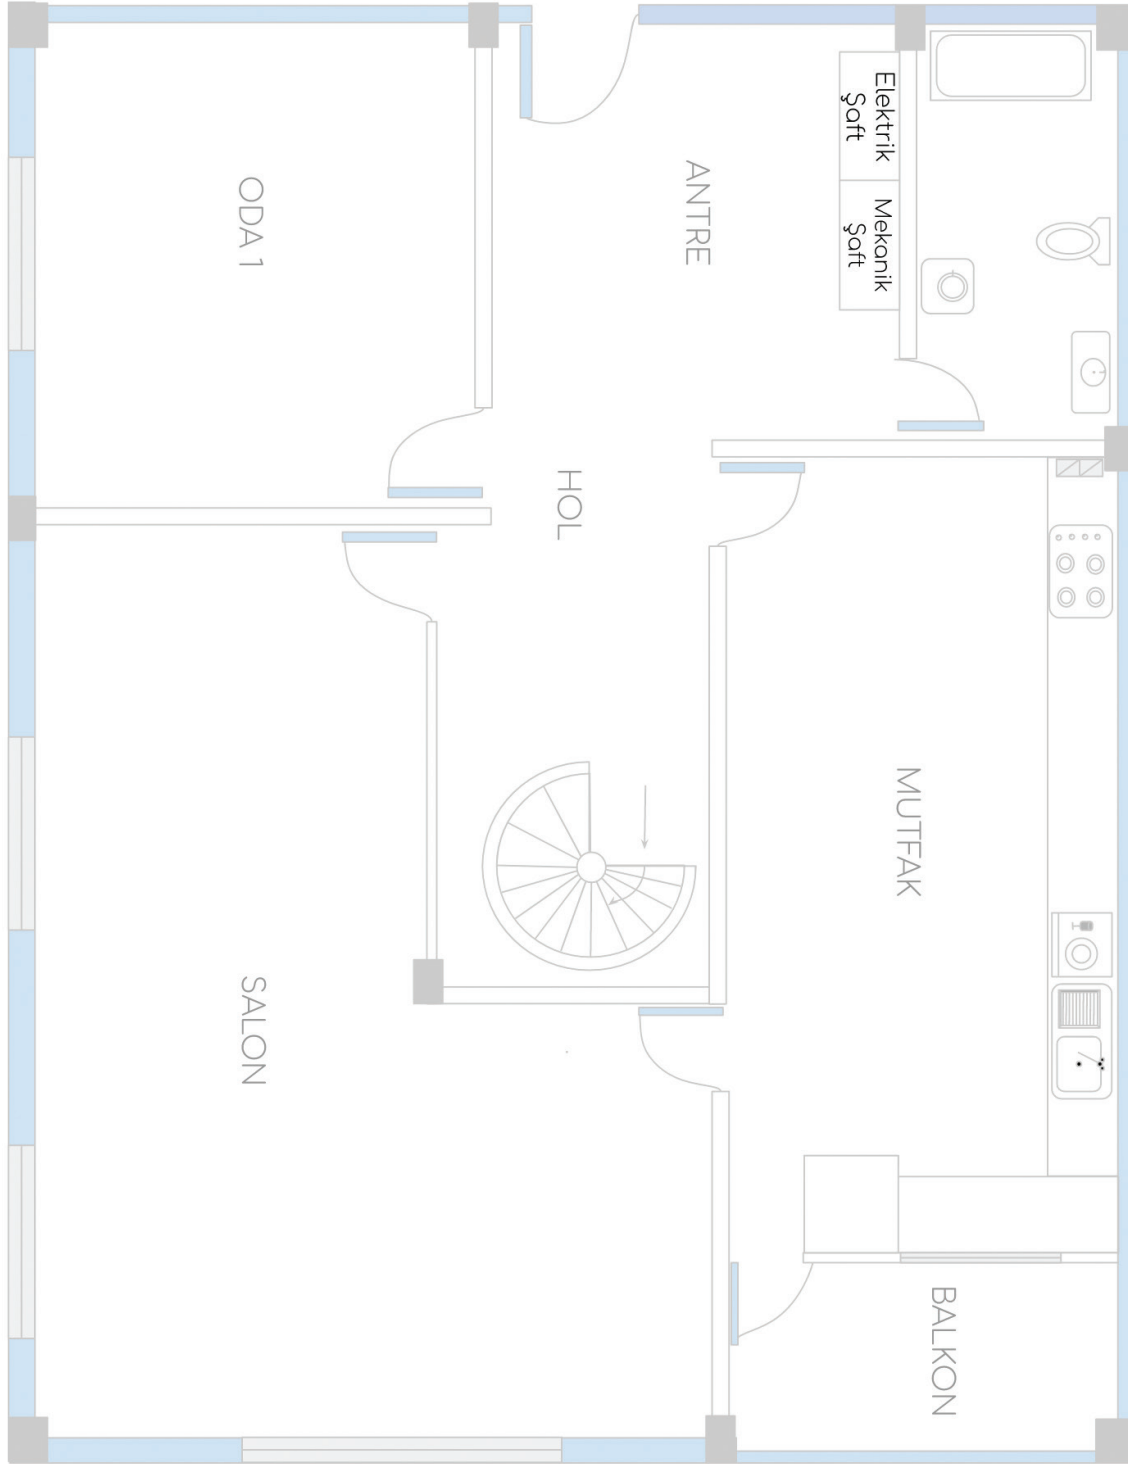 Elektrik
Şaft
Mekanik
Şaft
ANTRE
ODA 1
HOL
MUTFAK
SALON
BALKON